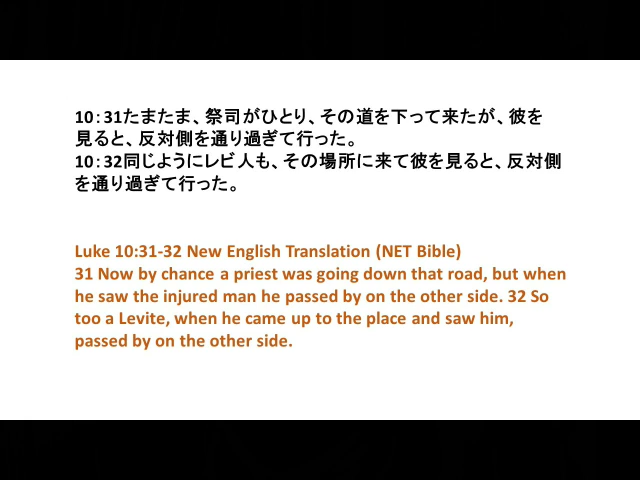 10：31たまたま、祭司がひとり、その道を下って来たが、彼を
見ると、反対側を通り過ぎて行った。
10：32同じようにレビ人も、その場所に来て彼を見ると、反対側
を通り過ぎて行った。
Luke 10:31-32 New English Translation (NET Bible)
31 Now by chance a priest was going down that road, but when
he saw the injured man he passed by on the other side. 32 So
too a Levite, when he came up to the place and saw him,
passed by on the other side.